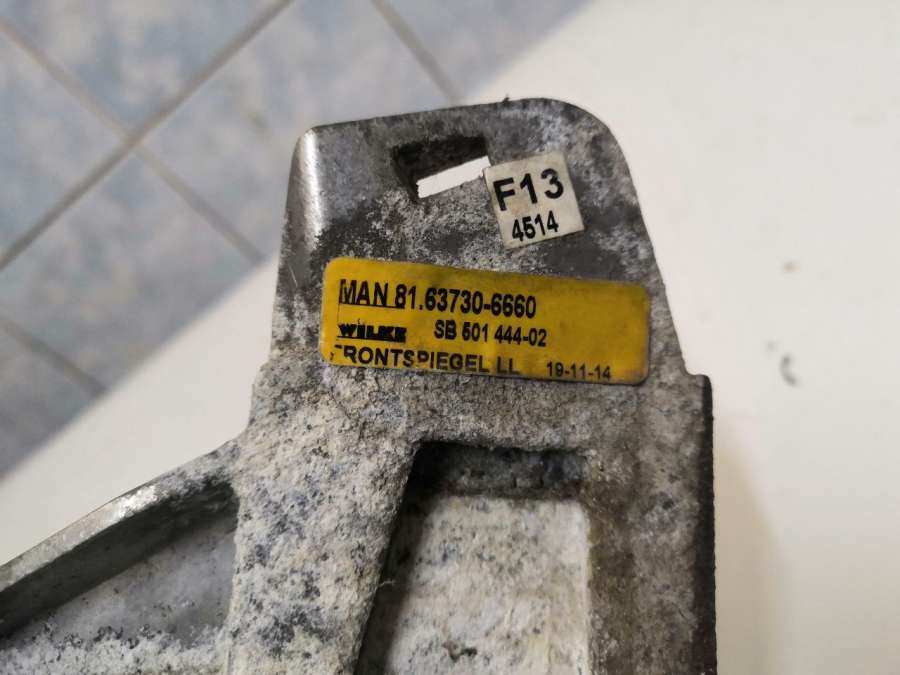 F13
4514
MAN 81.63730-6660
WILKE SB 501 444-02
FRONTSPIEGEL LL 19-11-14